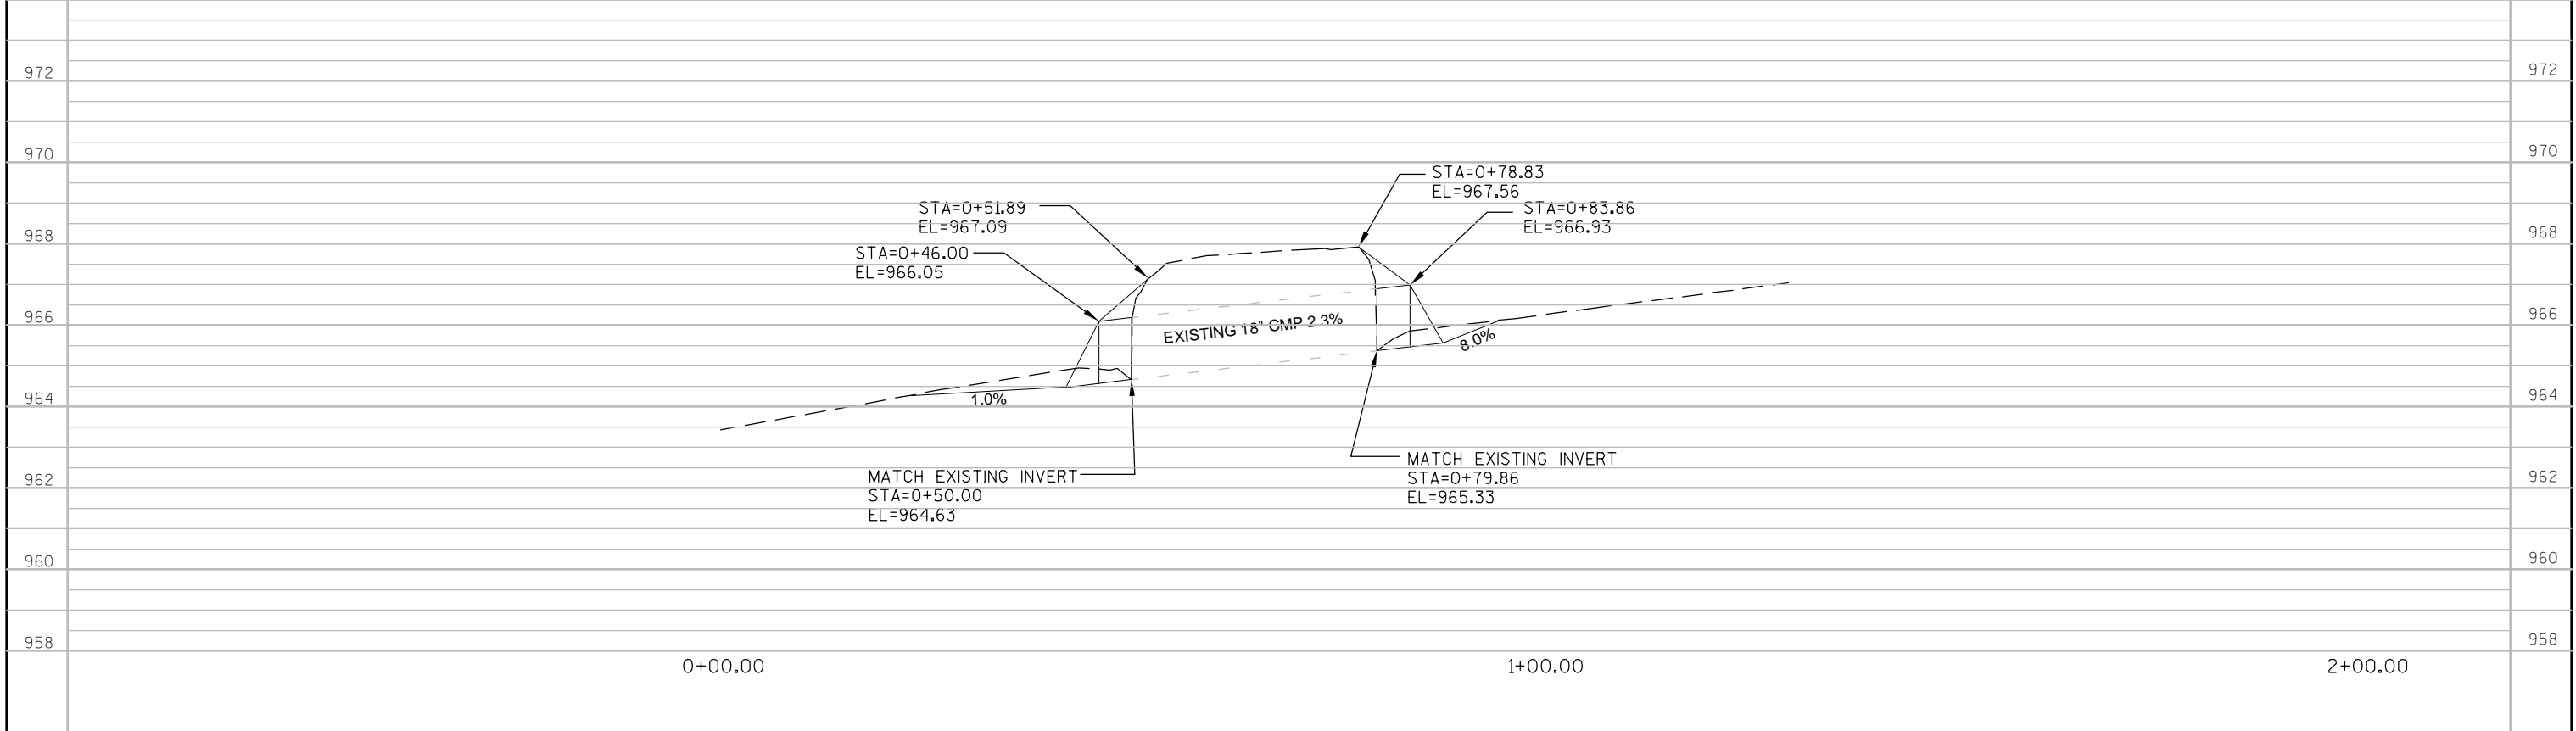 972
972
970
970
STA=0+78.83
EL=967.56
STA=0+51.89
EL=967.09
STA=0+83.86
EL=966.93
968
968
STA=0+46.00
EL=966.05
966
966
EXISTING 18" CMP 2.3%
8.0%
964
964
1.0%
MATCH EXISTING INVERT
STA=0+79.86
EL=965.33
MATCH EXISTING INVERT
STA=0+50.00
EL=964.63
962
962
960
960
958
958
0+00.00
1+00.00
2+00.00